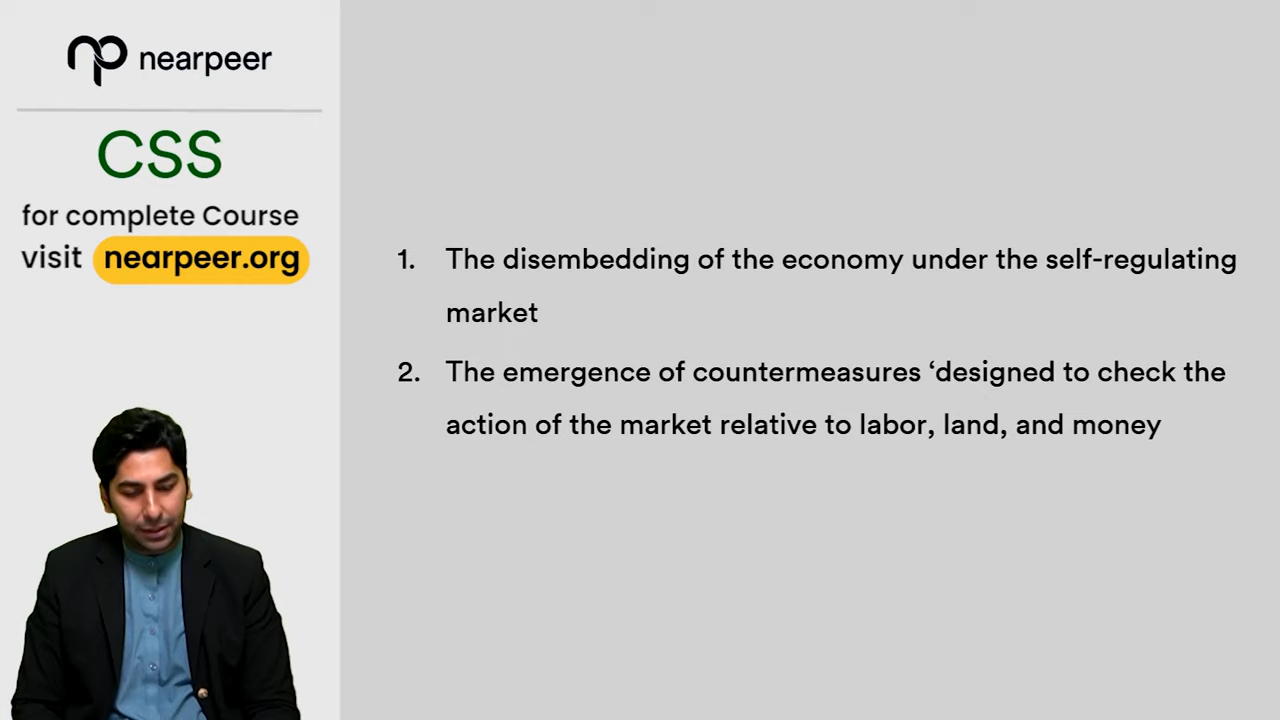 nearpeer
CSS
for complete Course
visit nearpeer.org
1. The disembedding of the economy under the self-regulating
market
2. The emergence of countermeasures ‘designed to check the
action of the market relative to labor, land, and money